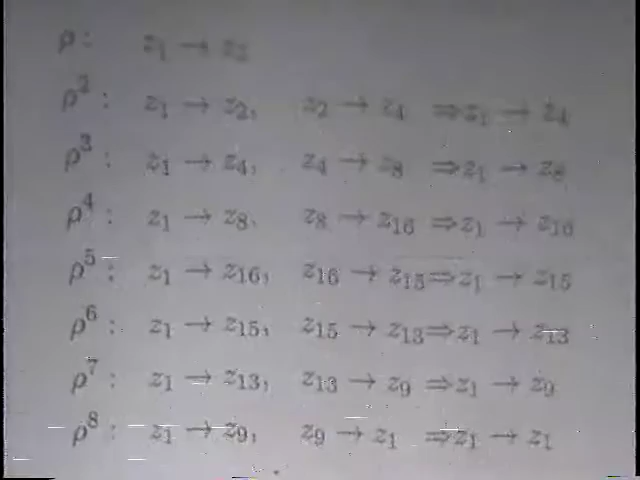 ρ: z₁ → z₂
ρ²: z₁ → z₂, z₂ → z₄ ⇒ z₁ → z₄
ρ³: z₁ → z₄, z₄ → z₈ ⇒ z₁ → z₈
ρ⁴: z₁ → z₈, z₈ → z₁₆ ⇒ z₁ → z₁₆
ρ⁵: z₁ → z₁₆, z₁₆ → z₁₅ ⇒ z₁ → z₁₅
ρ⁶: z₁ → z₁₅, z₁₅ → z₁₃ ⇒ z₁ → z₁₃
ρ⁷: z₁ → z₁₃, z₁₃ → z₉ ⇒ z₁ → z₉
ρ⁸: z₁ → z₉, z₉ → z₁ ⇒ z₁ → z₁